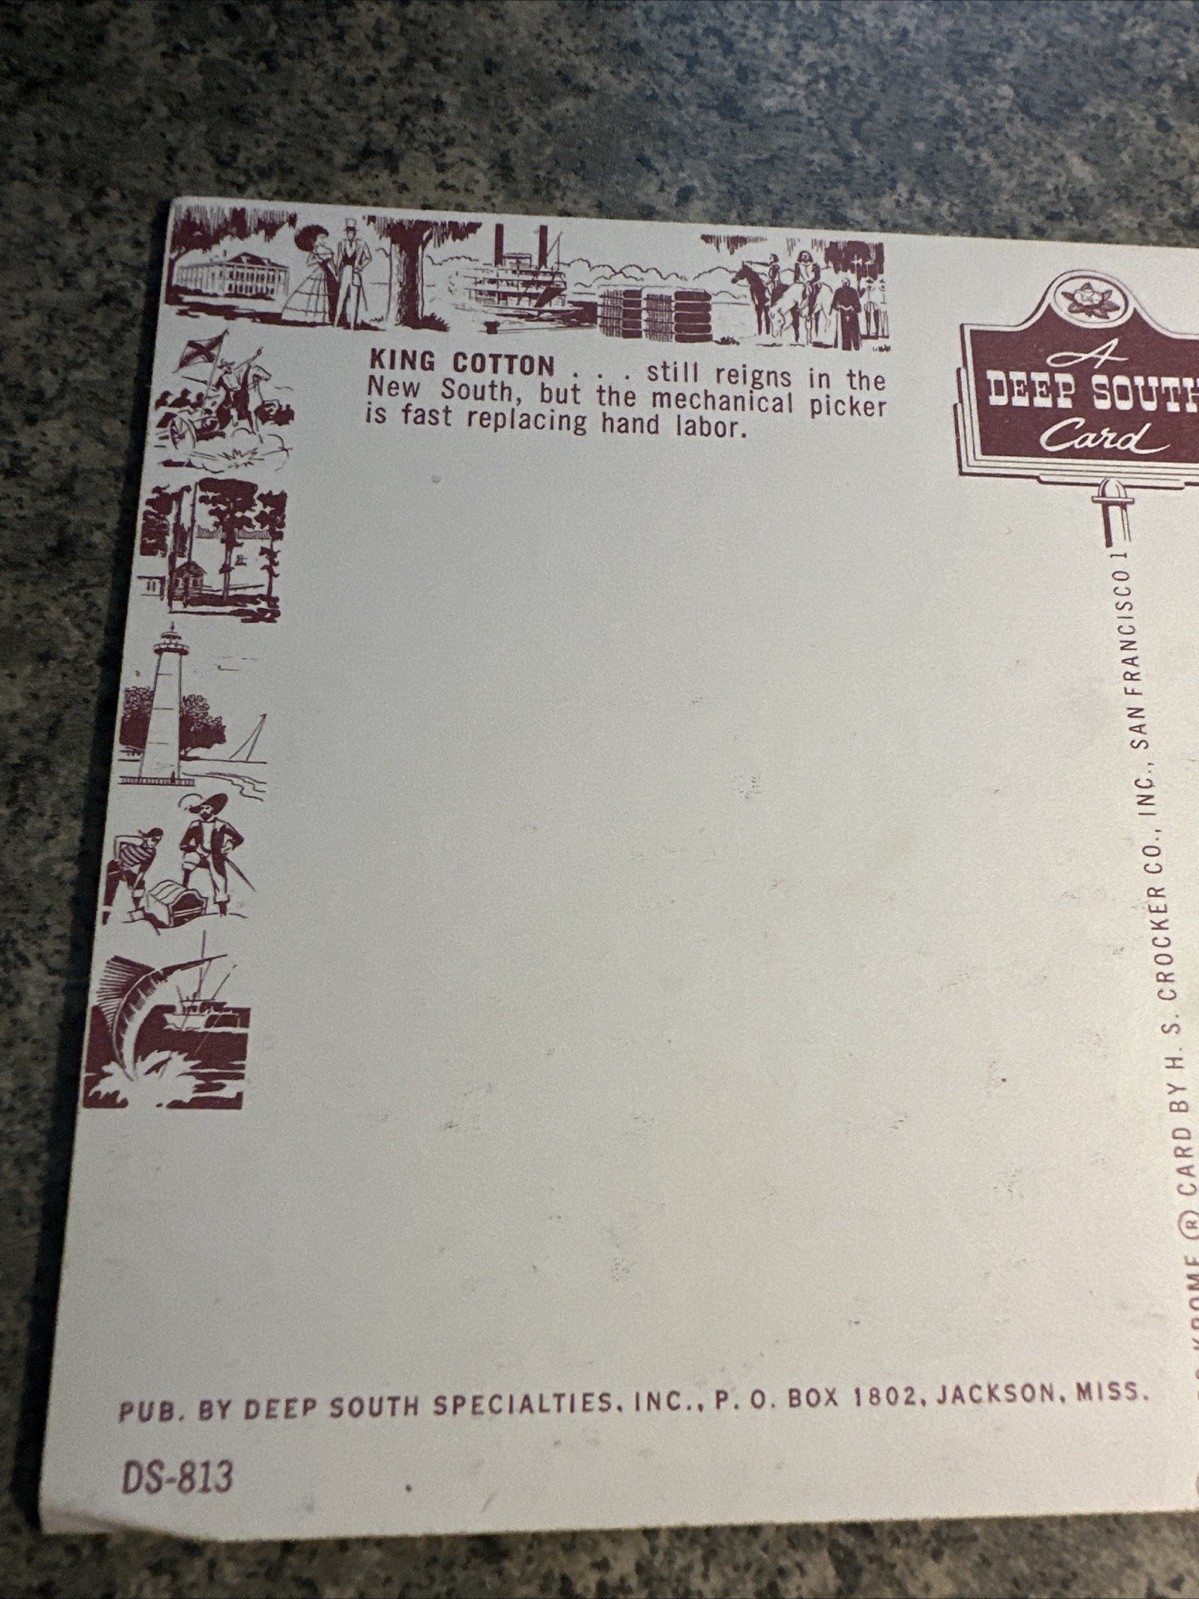 KING COTTON . . . still reigns in the
New South, but the mechanical picker
is fast replacing hand labor.
A
DEEP SOUTH
Card
® CARD BY H. S. CROCKER CO., INC., SAN FRANCISCO 1
PUB. BY DEEP SOUTH SPECIALTIES, INC., P. O. BOX 1802, JACKSON, MISS.
DS-813